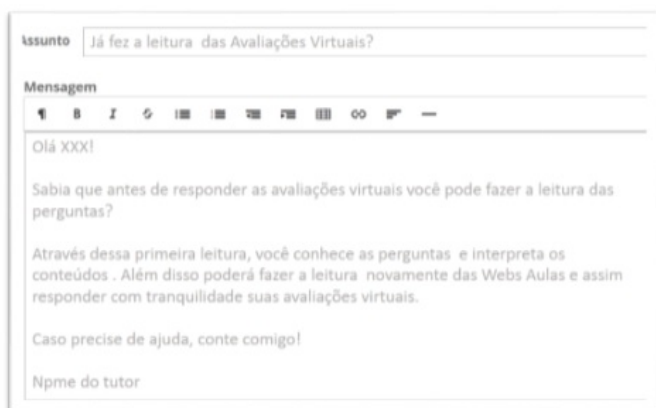 Assunto
Já fez a leitura das Avaliações Virtuais?
Mensagem
Olá XXX!
Sabia que antes de responder as avaliações virtuais você pode fazer a leitura das
perguntas?
Através dessa primeira leitura, você conhece as perguntas e interpreta os
conteúdos . Além disso poderá fazer a leitura novamente das Webs Aulas e assim
responder com tranquilidade suas avaliações virtuais.
Caso precise de ajuda, conte comigo!
Npme do tutor